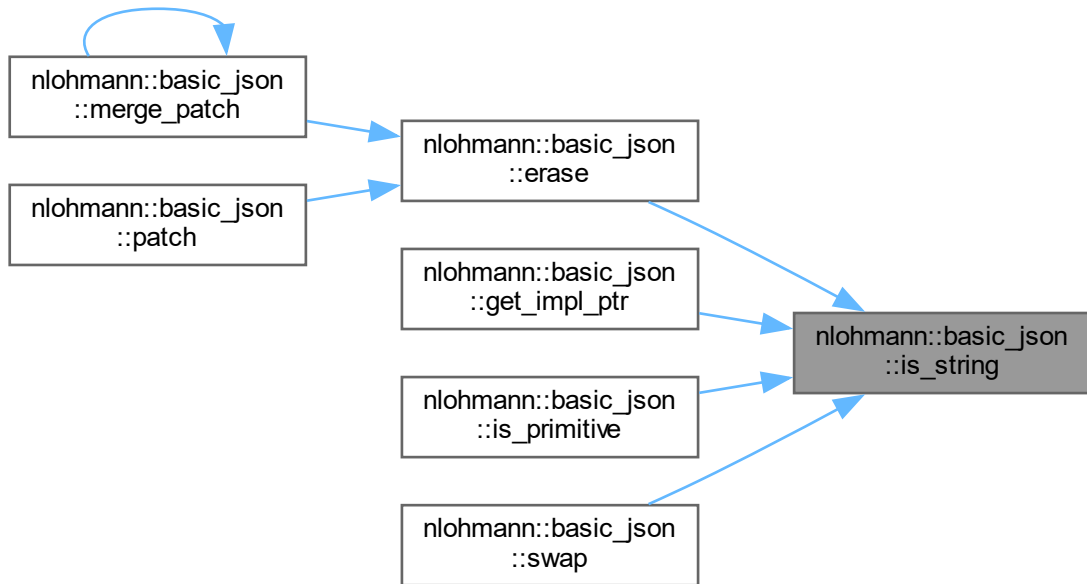 nlohmann::basic_json
::merge_patch
nlohmann::basic_json
::patch
nlohmann::basic_json
::erase
nlohmann::basic_json
::get_impl_ptr
nlohmann::basic_json
::is_primitive
nlohmann::basic_json
::swap
nlohmann::basic_json
::is_string